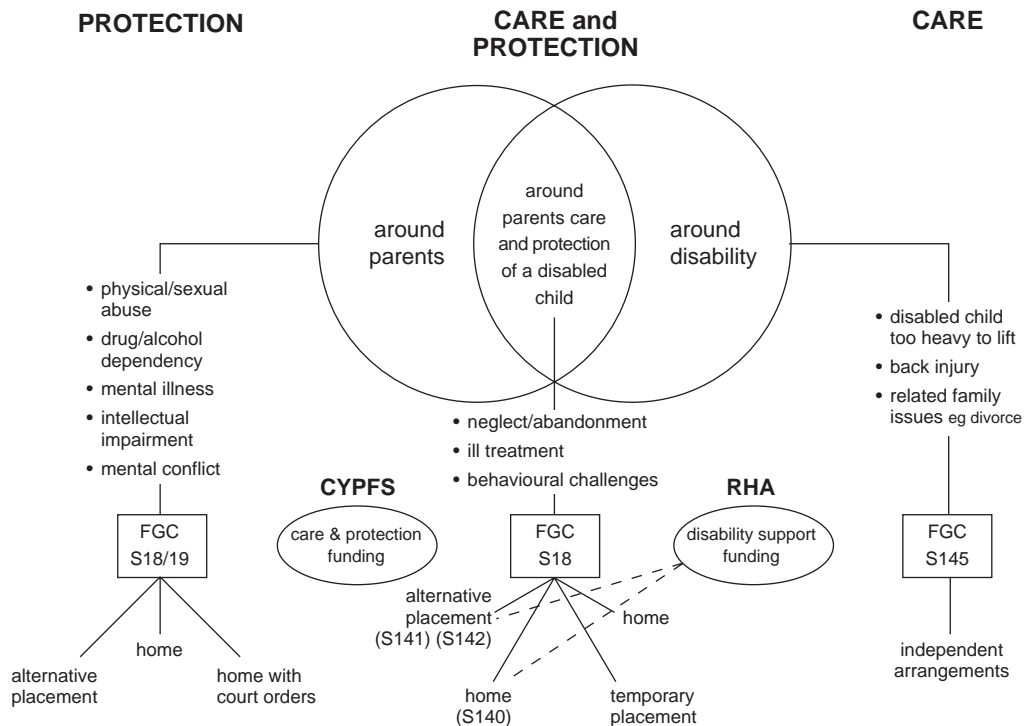 PROTECTION
CARE and
PROTECTION
CARE
around
parents
around
parents care
and protection
of a disabled
child
around
disability
• physical/sexual
abuse
• drug/alcohol
dependency
• mental illness
• intellectual
impairment
• mental conflict
• neglect/abandonment
• ill treatment
• behavioural challenges
• disabled child
too heavy to lift
• back injury
• related family
issues eg divorce
CYPFS
care & protection
funding
RHA
disability support
funding
FGC
S18/19
FGC
S18
FGC
S145
alternative
placement
home
home with
court orders
alternative
placement
(S141) (S142)
home
home
(S140)
temporary
placement
independent
arrangements